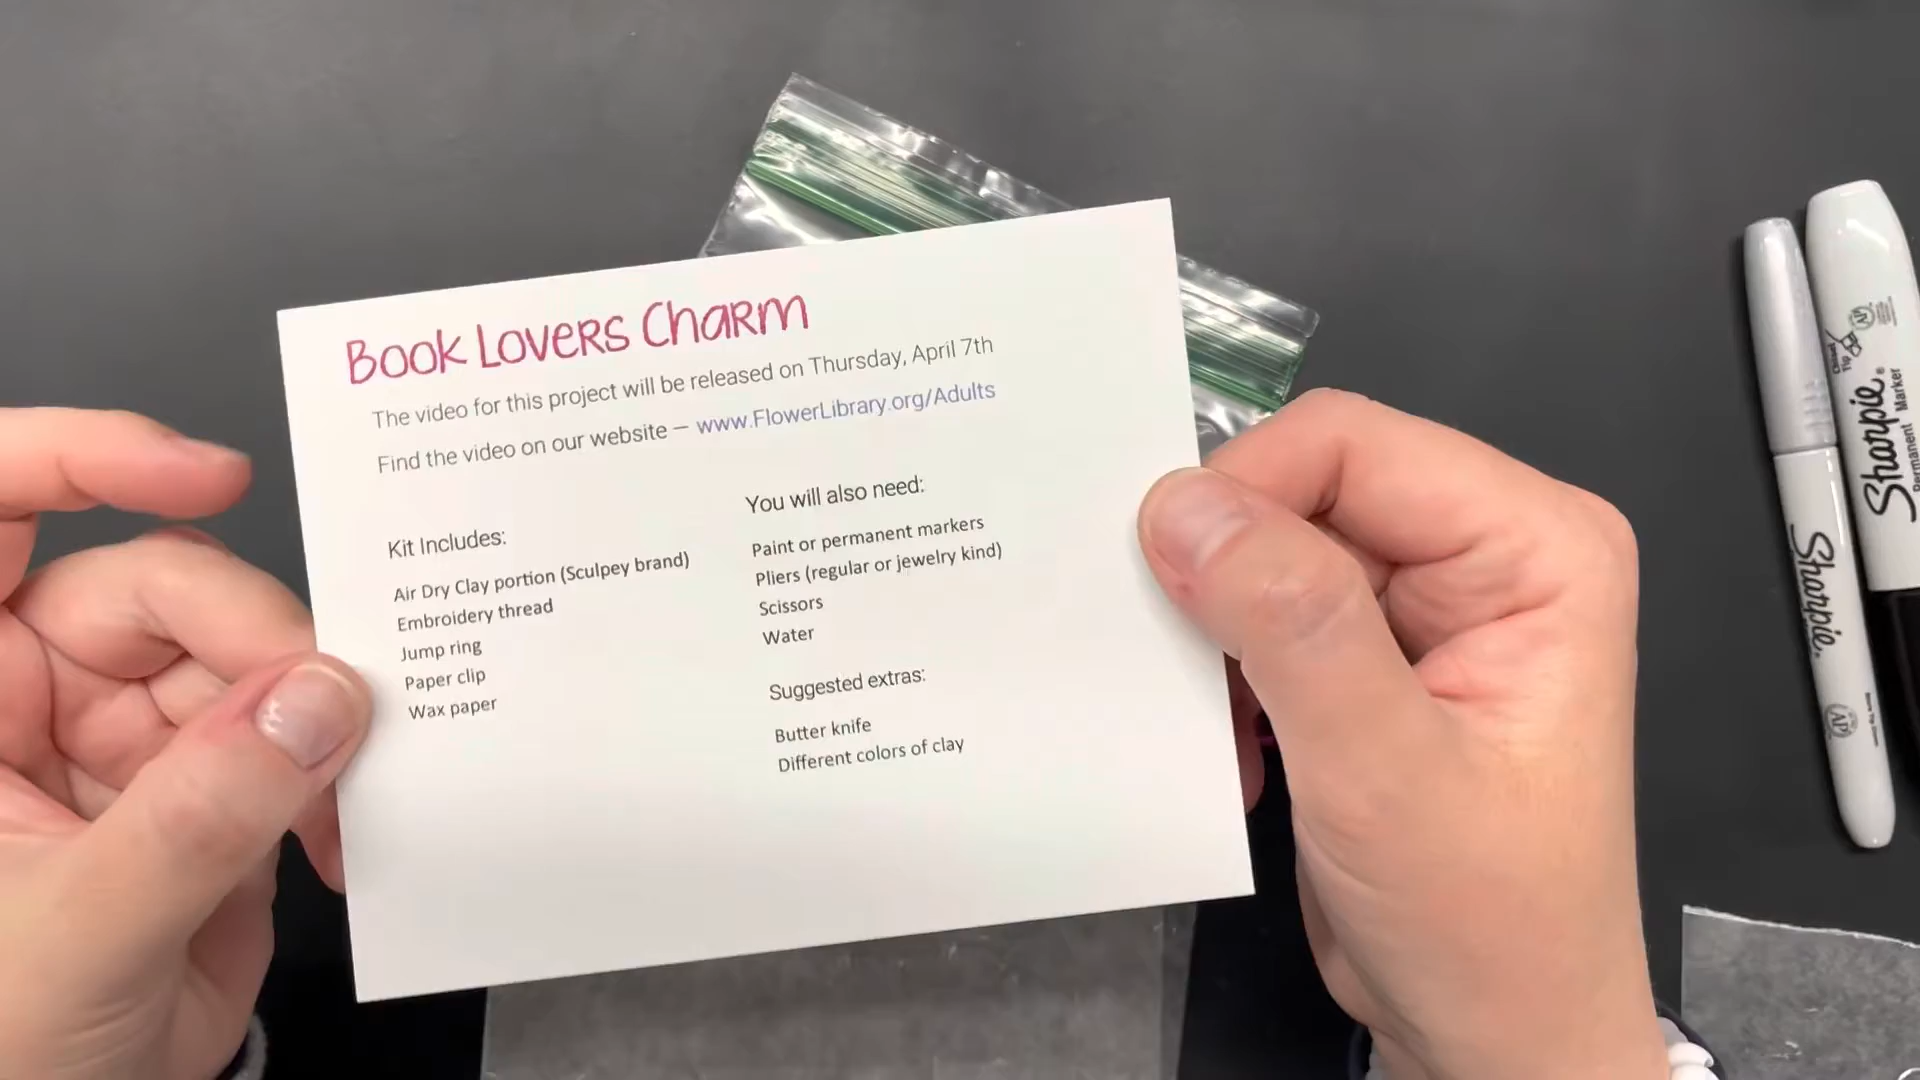 Book Lovers Charm
The video for this project will be released on Thursday, April 7th
Find the video on our website – www.FlowerLibrary.org/Adults
Kit Includes:
Air Dry Clay portion (Sculpey brand)
Embroidery thread
Jump ring
Paper clip
Wax paper
You will also need:
Paint or permanent markers
Pliers (regular or jewelry kind)
Scissors
Water
Suggested extras:
Butter knife
Different colors of clay
Sharpie.
AP
Sharpie®
Permanent Marker
Chisel Tip